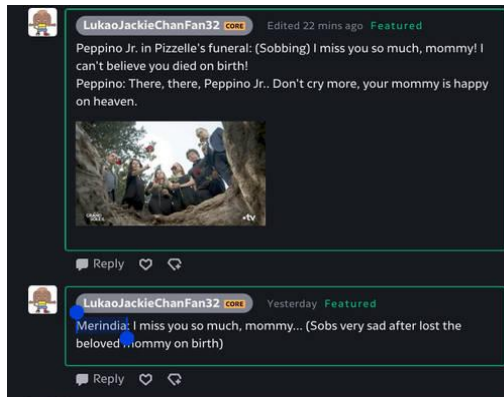 LukaoJackieChanFan32 CORE Edited 22 mins ago Featured
Peppino Jr. in Pizzelle's funeral: (Sobbing) I miss you so much, mommy! I
can't believe you died on birth!
Peppino: There, there, Peppino Jr.. Don't cry more, your mommy is happy
on heaven.
GRAND
SOLEIL
tv
Reply
LukaoJackieChanFan32 CORE Yesterday Featured
Merindia: I miss you so much, mommy... (Sobs very sad after lost the
beloved mommy on birth)
Reply